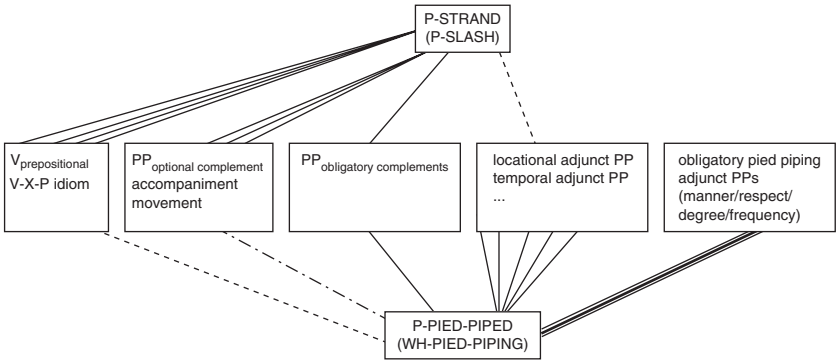 P-STRAND
(P-SLASH)
Vprepositional
V-X-P idiom
PPoptional complement
accompaniment
movement
PPobligatory complements
locational adjunct PP
temporal adjunct PP
...
obligatory pied piping
adjunct PPs
(manner/respect/
degree/frequency)
P-PIED-PIPED
(WH-PIED-PIPING)